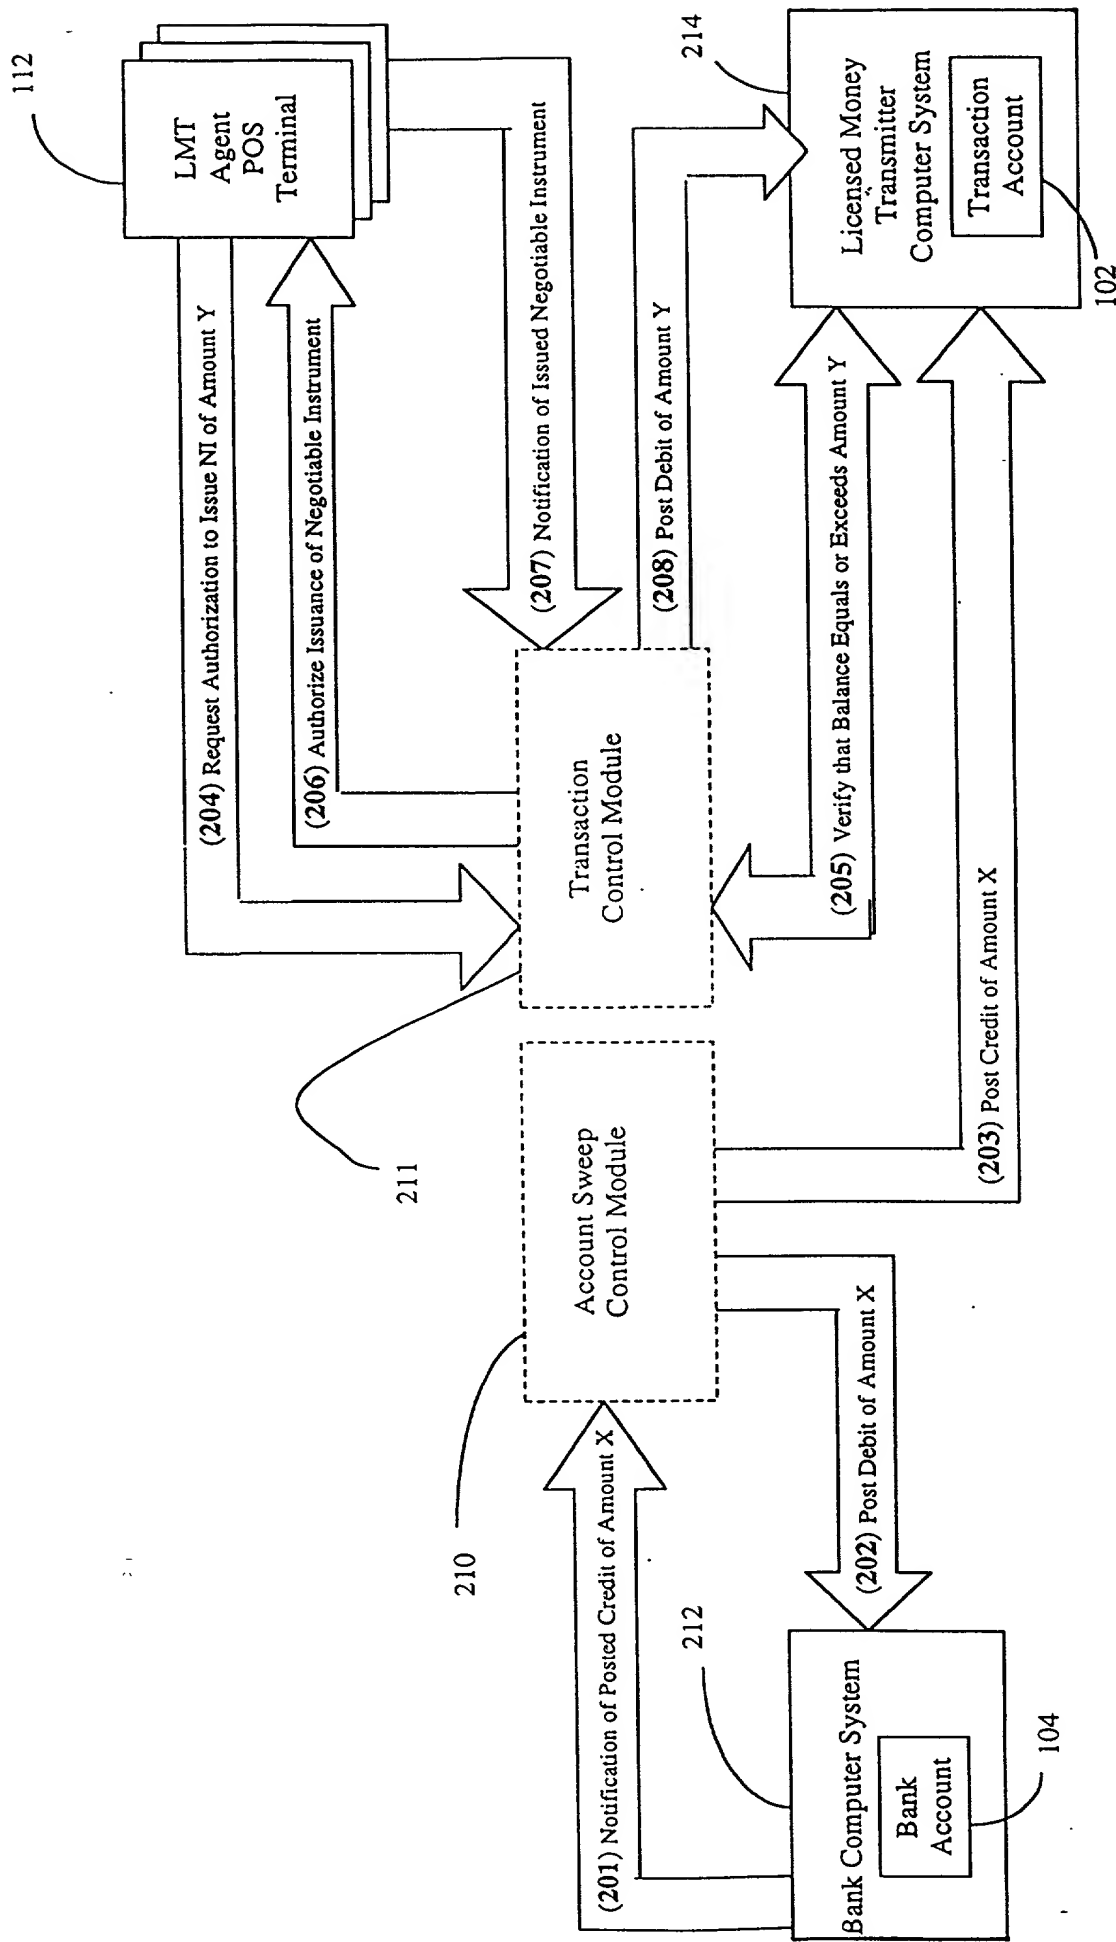 112
LMT
Agent
POS
Terminal
(204) Request Authorization to Issue NI of Amount Y
(206) Authorize Issuance of Negotiable Instrument
(207) Notification of Issued Negotiable Instrument
(208) Post Debit of Amount Y
214
Licensed Money
Transmitter
Computer System
Transaction
Account
102
(205) Verify that Balance Equals or Exceeds Amount Y
(203) Post Credit of Amount X
Transaction
Control Module
211
Account Sweep
Control Module
210
(201) Notification of Posted Credit of Amount X
(202) Post Debit of Amount X
212
Bank Computer System
Bank
Account
104